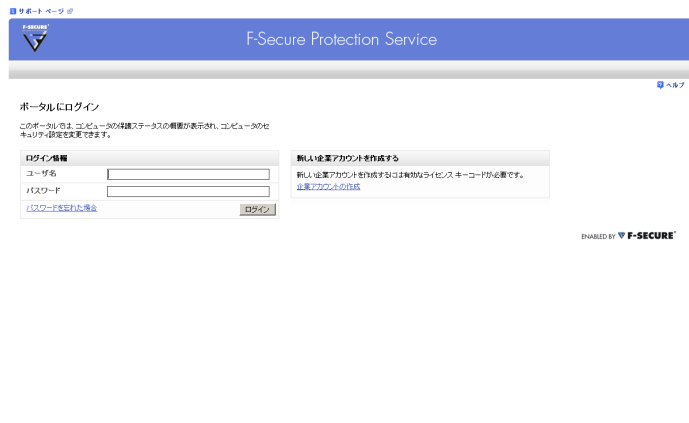 サポート ページ
F-SECURE
F-Secure Protection Service
ヘルプ
ポータルにログイン
このポータルでは、コンピュータの保護ステータスの概要が表示され、コンピュータのセ
キュリティ設定を変更できます。
ログイン情報
ユーザ名
パスワード
パスワードを忘れた場合
ログイン
新しい企業アカウントを作成する
新しい企業アカウントを作成するには有効なライセンス キーコードが必要です。
企業アカウントの作成
ENABLED BY F-SECURE